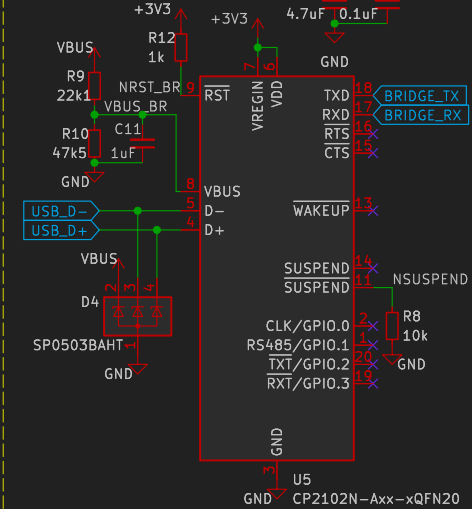 +3V3
4.7uF 0.1uF
+3V3
R12
1k
GND
VBUS
R9
22k1
NRST_BR
VBUS_BR
R10
47k5
C11
1uF
GND
9 RST
7 VREGIN
6 VDD
TXD 18 BRIDGE_TX
RXD 17 BRIDGE_RX
RTS 16
CTS 15
8 VBUS
USB_D- 5 D-
USB_D+ 4 D+
WAKEUP 13
VBUS
2 3 4
D4
SP0503BAHT 1
GND
SUSPEND 14
SUSPEND 11 NSUSPEND
R8
10k
GND
CLK/GPIO.0 2
RS485/GPIO.1 1
TXT/GPIO.2 20
RXT/GPIO.3 19
GND
3
GND
U5
CP2102N-Axx-xQFN20